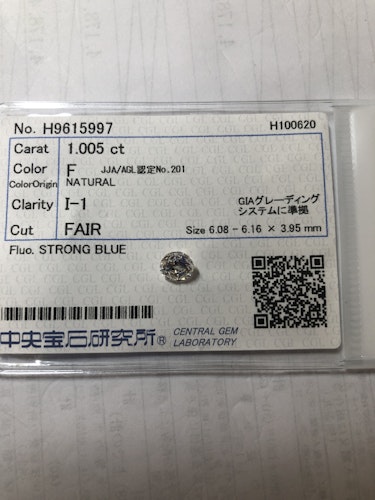 No. H9615997 H100620
Carat 1.005 ct
Color F JJA/AGL認定No.201
ColorOrigin NATURAL
Clarity I-1 GIAグレーディング
システムに準拠
Cut FAIR Size 6.08 - 6.16 × 3.95 mm
Fluo. STRONG BLUE
中央宝石研究所® CENTRAL GEM
LABORATORY